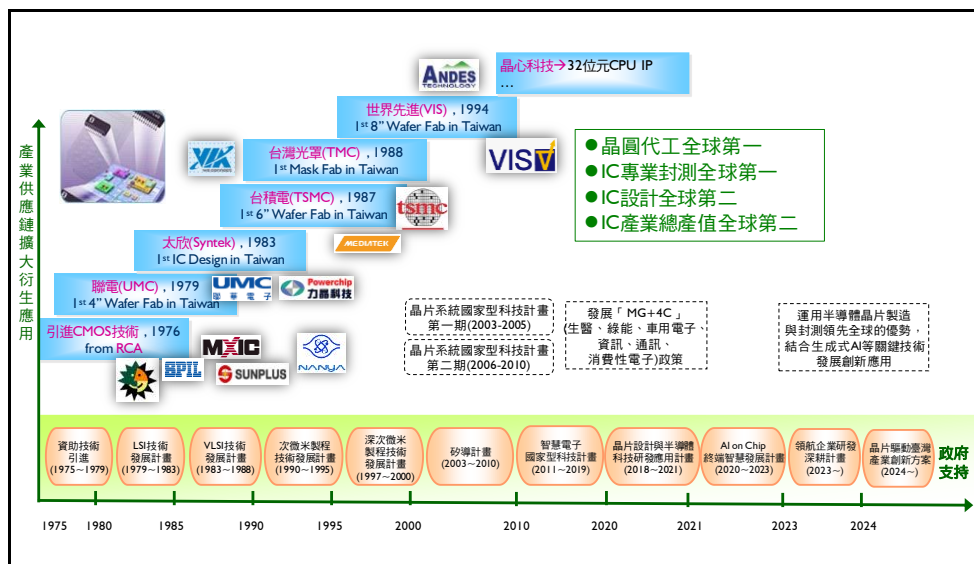 晶心科技→32位元CPU IP
…
ANDES
TECHNOLOGY
世界先進(VIS) , 1994
1st 8” Wafer Fab in Taiwan
VIS
台灣光罩(TMC) , 1988
1st Mask Fab in Taiwan
VIA
台積電(TSMC) , 1987
1st 6” Wafer Fab in Taiwan
tsmc
MEDIATEK
太欣(Syntek) , 1983
1st IC Design in Taiwan
UMC
聯華電子
Powerchip
力晶科技
聯電(UMC) , 1979
1st 4” Wafer Fab in Taiwan
引進CMOS技術 , 1976
from RCA
MXIC
SPIL
SUNPLUS
NANYA
●晶圓代工全球第一
●IC專業封測全球第一
●IC設計全球第二
●IC產業總產值全球第二
產業供應鏈擴大衍生應用
晶片系統國家型科技計畫
第一期(2003-2005)
晶片系統國家型科技計畫
第二期(2006-2010)
發展「MG+4C」
(生醫、綠能、車用電子、
資訊、通訊、
消費性電子)政策
運用半導體晶片製造
與封測領先全球的優勢，
結合生成式AI等關鍵技術
發展創新應用
資助技術
引進
(1975~1979)
LSI技術
發展計畫
(1979~1983)
VLSI技術
發展計畫
(1983~1988)
次微米製程
技術發展計畫
(1990~1995)
深次微米
製程技術
發展計畫
(1997~2000)
矽導計畫
(2003~2010)
智慧電子
國家型科技計畫
(2011~2019)
晶片設計與半導體
科技研發應用計畫
(2018~2021)
AI on Chip
終端智慧發展計畫
(2020~2023)
領航企業研發
深耕計畫
(2023~)
晶片驅動臺灣
產業創新方案
(2024~)
政府
支持
1975 1980 1985 1990 1995 2000 2010 2020 2021 2023 2024